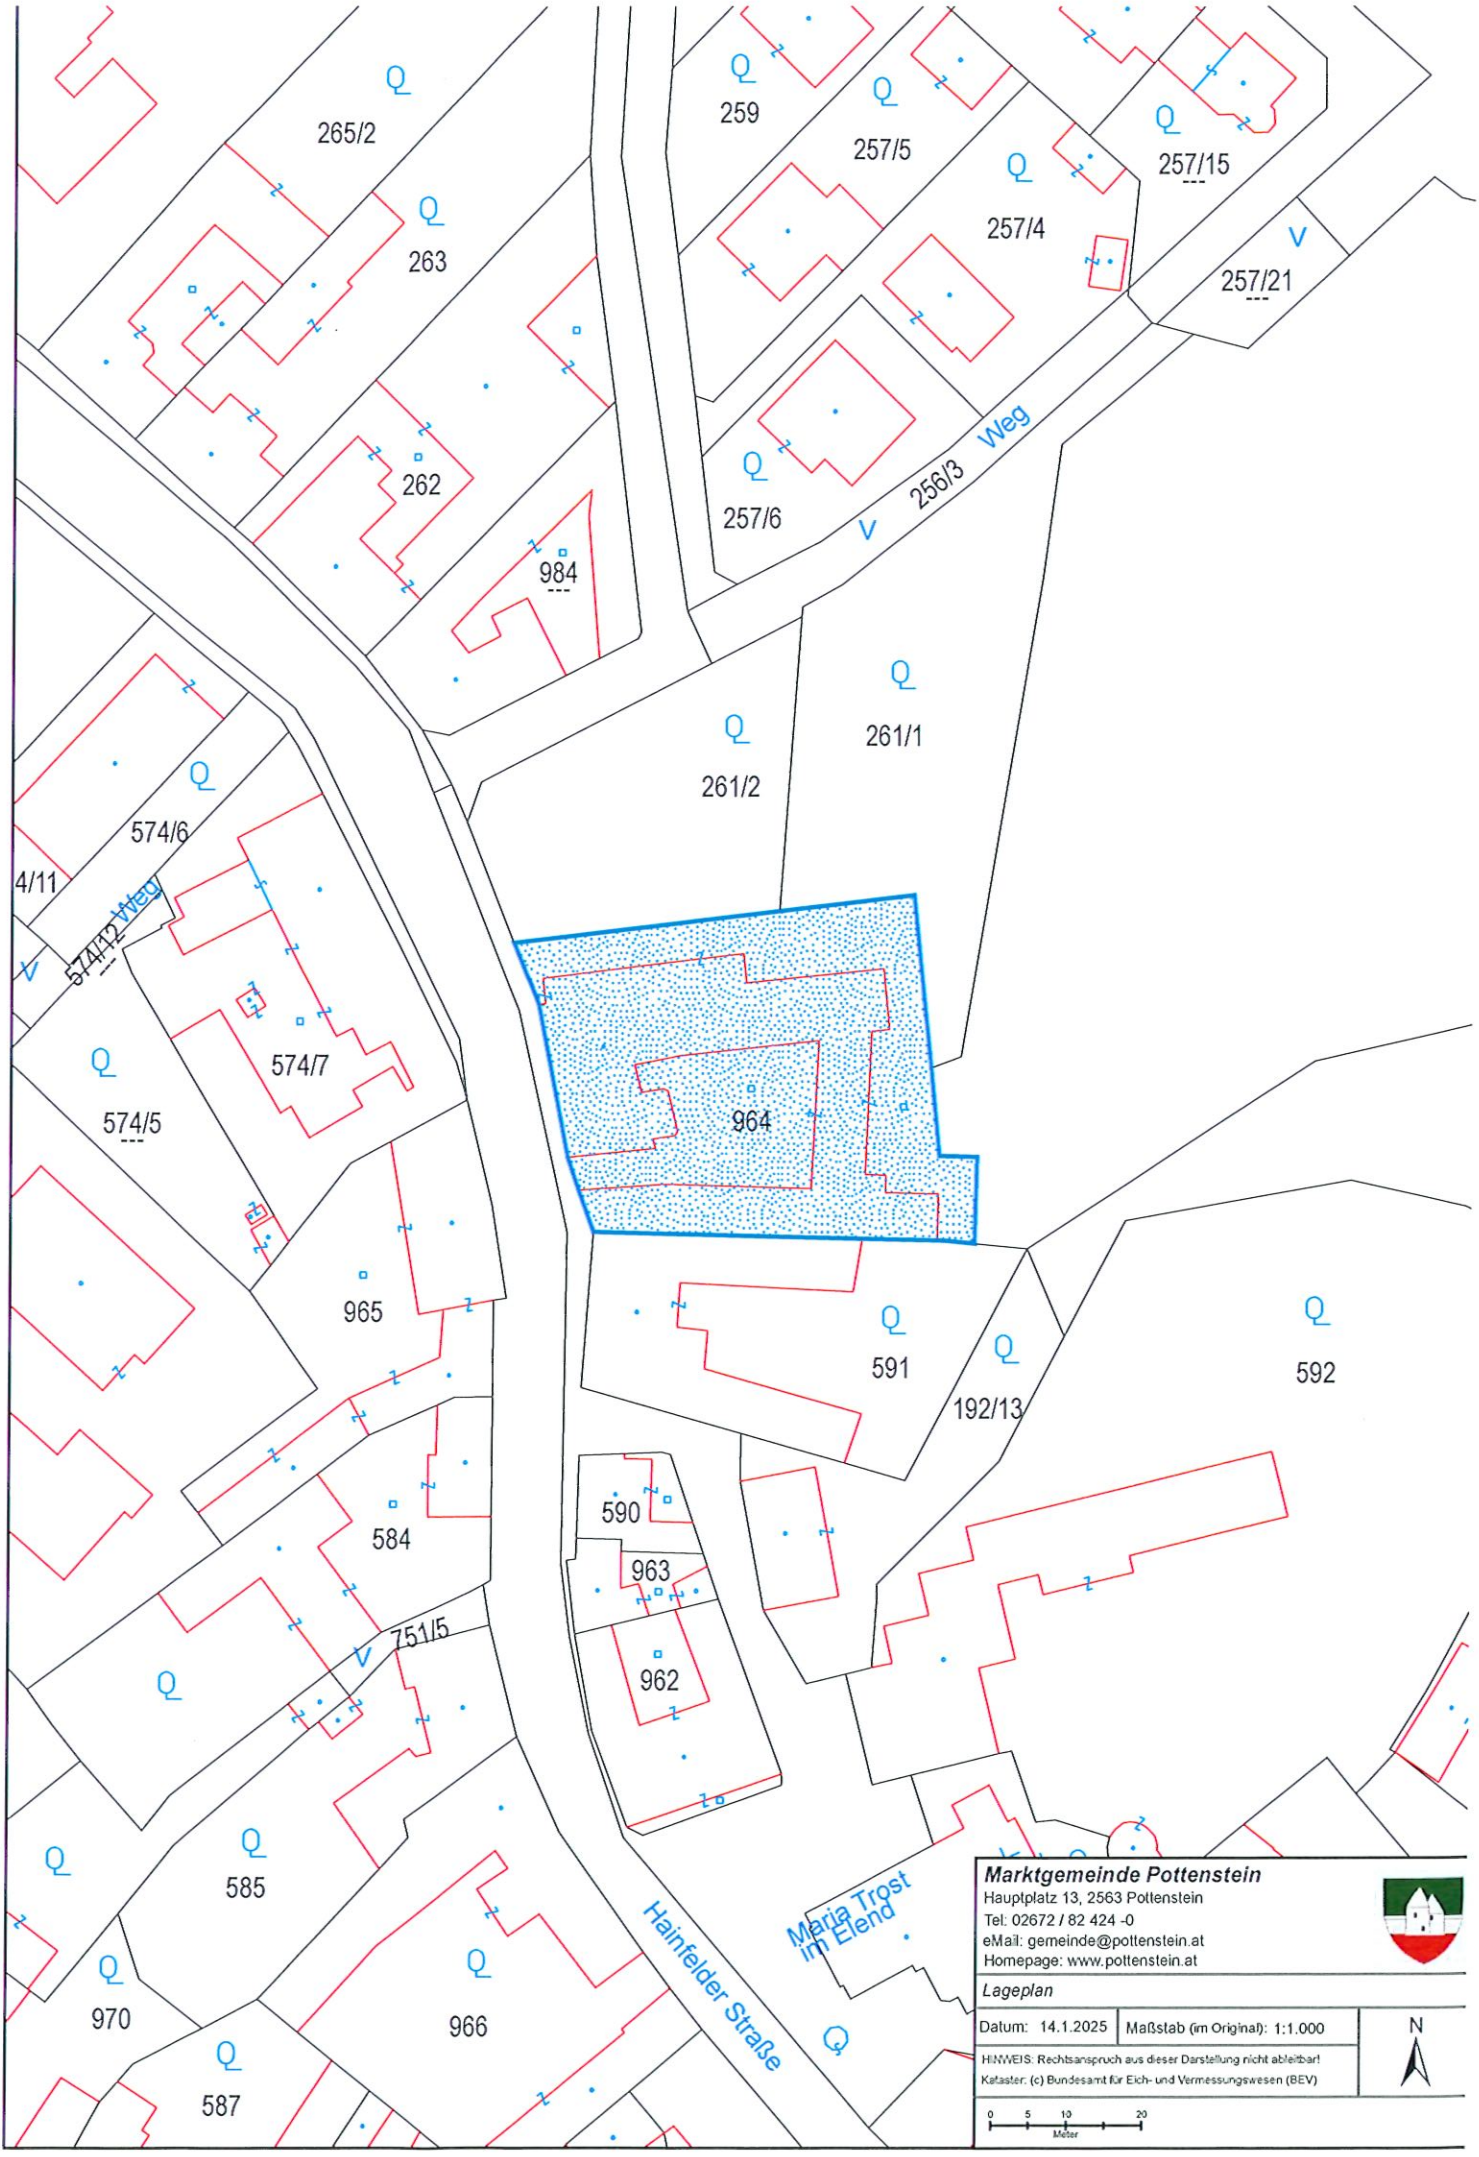 265/2
259
257/5
257/15
257/4
263
257/21
V
262
Weg
256/3
257/6
V
984
261/1
261/2
574/6
4/11
Weg
574/12
V
574/7
574/5
964
965
591
192/13
592
590
584
963
751/5
V
962
585
Maria Trost
im Elend
Hainfelder Straße
970
966
587
Marktgemeinde Pottenstein
Hauptplatz 13, 2563 Pottenstein
Tel: 02672 / 82 424 -0
eMail: gemeinde@pottenstein.at
Homepage: www.pottenstein.at
Lageplan
Datum: 14.1.2025
Maßstab (im Original): 1:1.000
N
HINWEIS: Rechtsanspruch aus dieser Darstellung nicht ableitbar!
Kataster: (c) Bundesamt für Eich- und Vermessungswesen (BEV)
0 5 10 20
Meter